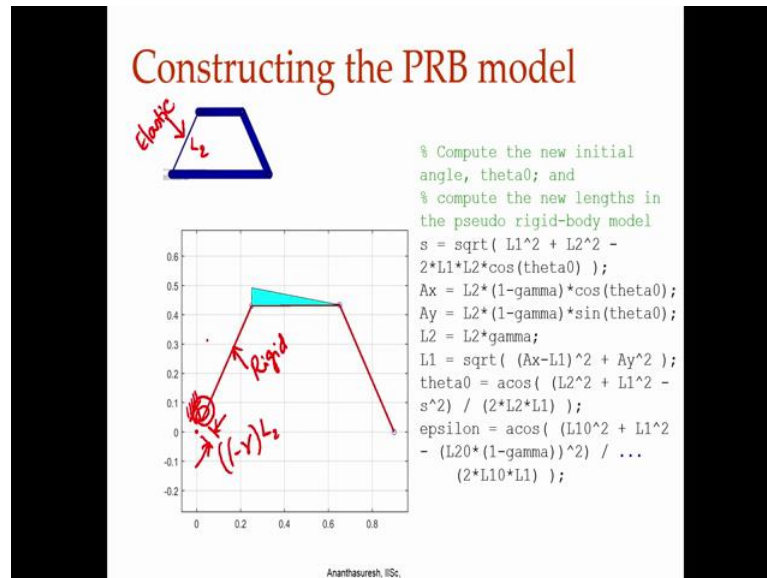 Constructing the PRB model
Elastic
L2
% Compute the new initial
angle, theta0; and
% compute the new lengths in
the pseudo rigid-body model
s = sqrt( L1^2 + L2^2 -
2*L1*L2*cos(theta0) );
Ax = L2*(1-gamma)*cos(theta0);
Ay = L2*(1-gamma)*sin(theta0);
L2 = L2*gamma;
L1 = sqrt( (Ax-L1)^2 + Ay^2 );
theta0 = acos( (L2^2 + L1^2 -
s^2) / (2*L2*L1) );
epsilon = acos( (L10^2 + L1^2
- (L20*(1-gamma))^2) / ...
(2*L10*L1) );
0.6
0.5
0.4
0.3
0.2
0.1
0
-0.1
-0.2
Rigid
(1-γ)L2
0 0.2 0.4 0.6 0.8
Ananthasuresh, IISc,